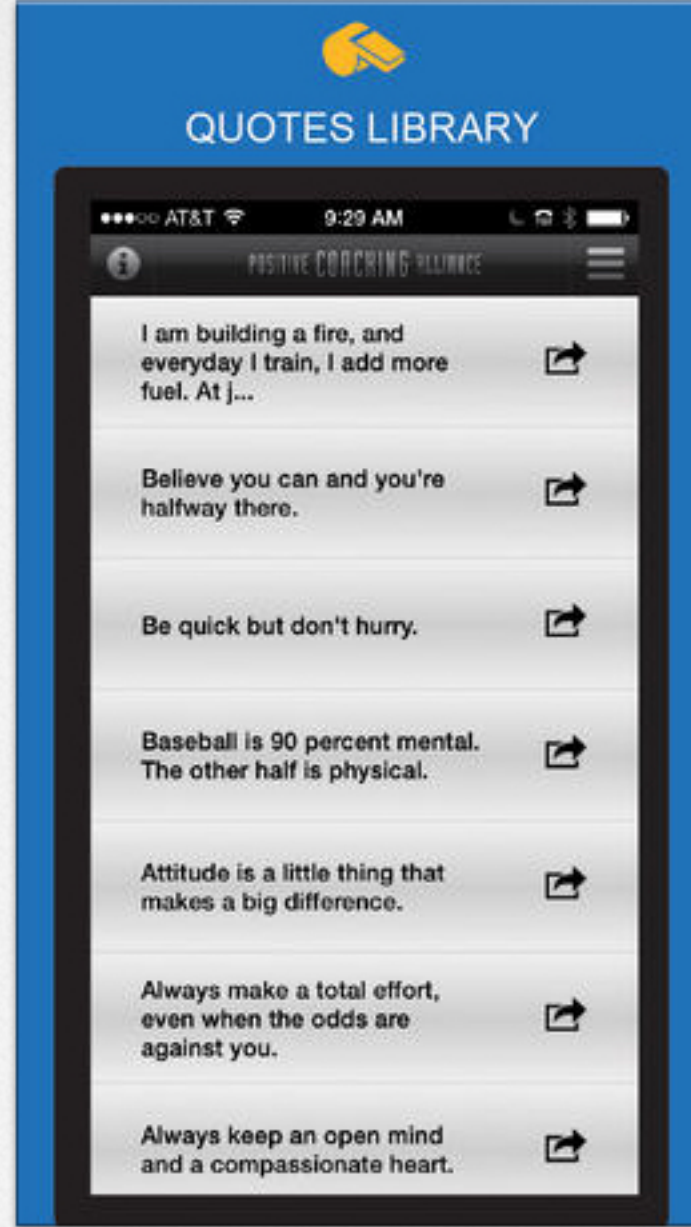 QUOTES LIBRARY
AT&T 9:29 AM
POSITIVE COACHING ALLIANCE
I am building a fire, and
everyday I train, I add more
fuel. At j...
Believe you can and you're
halfway there.
Be quick but don't hurry.
Baseball is 90 percent mental.
The other half is physical.
Attitude is a little thing that
makes a big difference.
Always make a total effort,
even when the odds are
against you.
Always keep an open mind
and a compassionate heart.